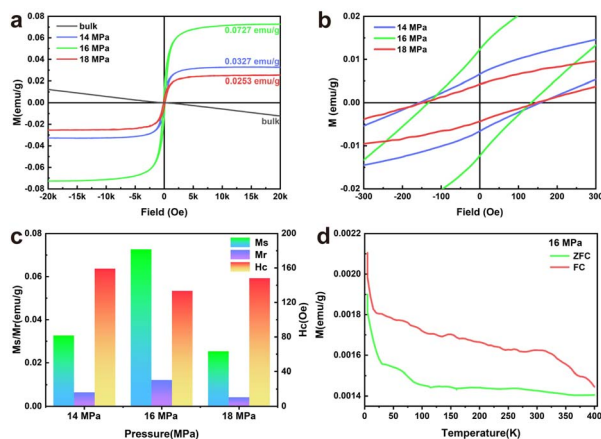 a
bulk
14 MPa
16 MPa
18 MPa
0.0727 emu/g
0.0327 emu/g
0.0253 emu/g
bulk
M(emu/g)
0.08
0.06
0.04
0.02
0.00
-0.02
-0.04
-0.06
-0.08
-20k -15k -10k -5k 0 5k 10k 15k 20k
Field (Oe)
b
14 MPa
16 MPa
18 MPa
M (emu/g)
0.02
0.01
0.00
-0.01
-0.02
-300 -200 -100 0 100 200 300
Field (Oe)
c
Ms
Mr
Hc
Ms/Mr(emu/g)
0.08
0.06
0.04
0.02
0.00
Hc(Oe)
200
160
120
80
40
0
14 MPa 16 MPa 18 MPa
Pressure(MPa)
d
16 MPa
ZFC
FC
M(emu/g)
0.0022
0.0020
0.0018
0.0016
0.0014
0 50 100 150 200 250 300 350 400
Temperature(K)